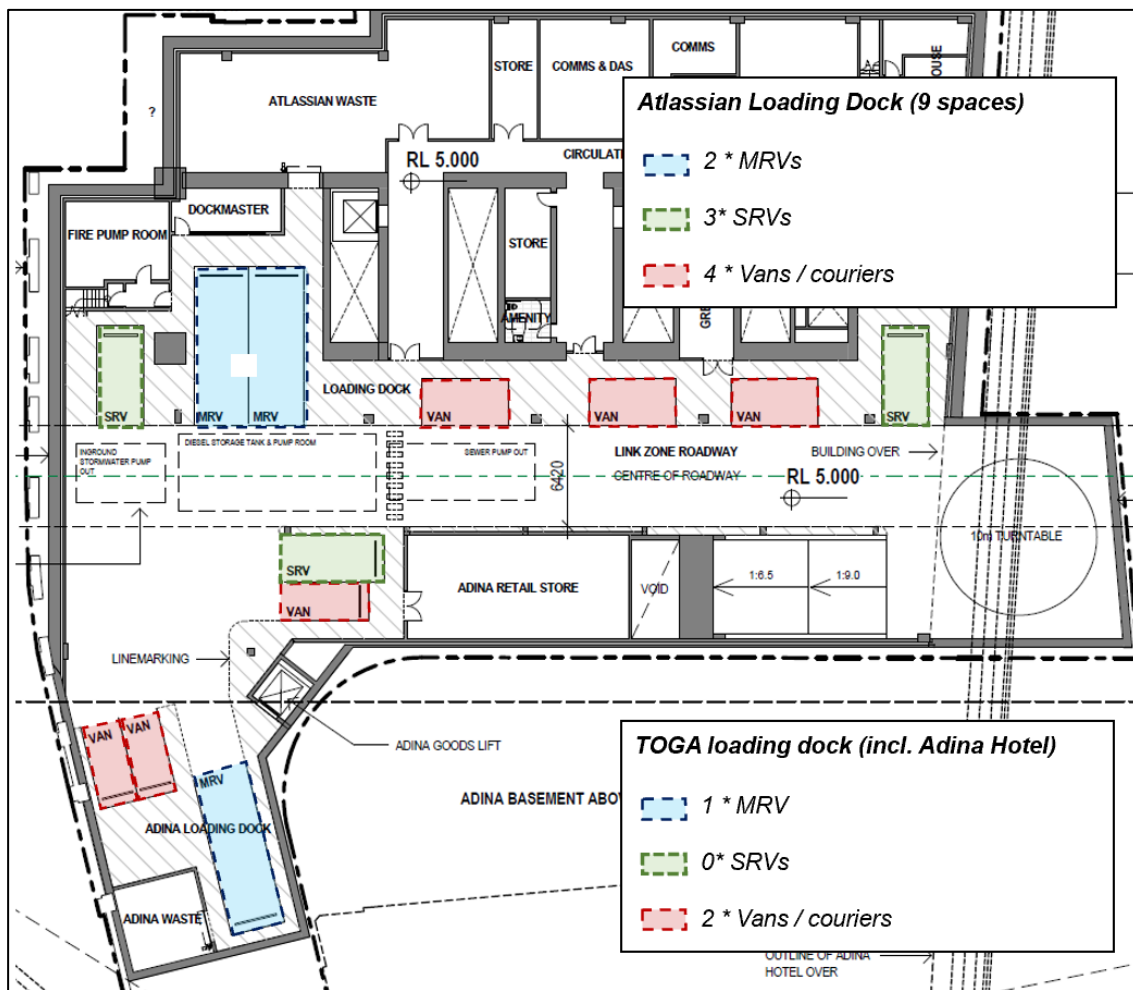 ATLASSIAN WASTE
STORE
COMMS & DAS
COMMS
?
RL 5.000
DOCKMASTER
FIRE PUMP ROOM
STORE
AMENITY
Atlassian Loading Dock (9 spaces)
2 * MRVs
3* SRVs
4 * Vans / couriers
LOADING DOCK
SRV
MRV
MRV
VAN
VAN
VAN
SRV
INGROUND
STORMWATER PUMP
OUT
DIESEL STORAGE TANK & PUMP ROOM
SEWER PUMP OUT
6420
LINK ZONE ROADWAY
CENTRE OF ROADWAY
BUILDING OVER
RL 5.000
10m TURNTABLE
SRV
VAN
ADINA RETAIL STORE
VOID
1:6.5
1:9.0
LINEMARKING
ADINA GOODS LIFT
VAN
VAN
MRV
ADINA LOADING DOCK
ADINA WASTE
ADINA BASEMENT
TOGA loading dock (incl. Adina Hotel)
1 * MRV
0* SRVs
2 * Vans / couriers
OUTLINE OF ADINA
HOTEL OVER